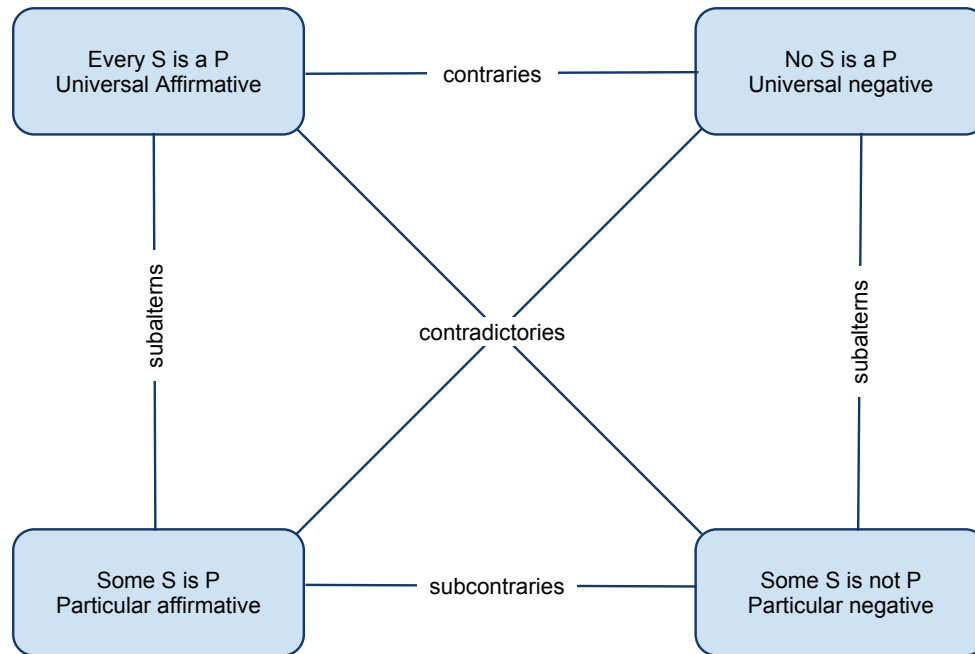 Every S is a P
Universal Affirmative
contraries
No S is a P
Universal negative
subalterns
contradictories
subalterns
Some S is P
Particular affirmative
subcontraries
Some S is not P
Particular negative